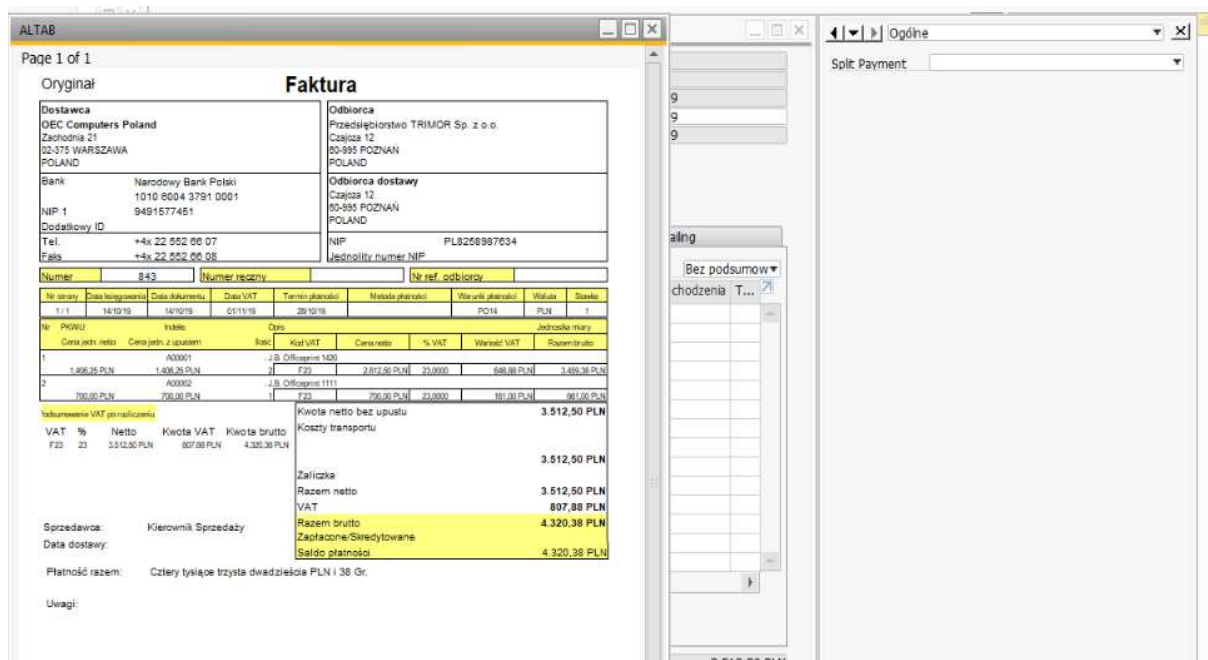 ALTAB
Page 1 of 1
Oryginał
Faktura
Dostawca
OEC Computers Poland
Zachodnia 21
02-375 WARSZAWA
POLAND
Odbiorca
Przedsiębiorstwo TRIMOR Sp. z o.o.
Czajcza 12
60-995 POZNAŃ
POLAND
Bank Narodowy Bank Polski
1010 6004 3791 0001
NIP 1 9491577451
Dodatkowy ID
Odbiorca dostawy
Czajcza 12
60-995 POZNAŃ
POLAND
Tel. +4x 22 552 66 07
Faks +4x 22 552 66 08
NIP PL8258987634
Jednolity numer NIP
Numer 843 Numer ręczny Nr ref. odbiorcy
Nr strony Data księgowania Data dokumentu Data VAT Termin płatności Metoda płatności Warunki płatności Waluta Stawka
1 / 1 14/10/19 14/10/19 01/11/19 28/10/19 PO14 PLN 1
Nr PKWiU Indeks Opis Jednostka miary
Cena jedn. netto Cena jedn. z upustem Ilość Kod VAT Cena netto % VAT Wartość VAT Razem brutto
1 A00001 J.B. Officeprint 1420
1.406,25 PLN 1.406,25 PLN 2 F23 2.812,50 PLN 23,0000 646,88 PLN 3.459,38 PLN
2 A00002 J.B. Officeprint 1111
700,00 PLN 700,00 PLN 1 F23 700,00 PLN 23,0000 161,00 PLN 861,00 PLN
Podsumowanie VAT po rozliczeniu
VAT % Netto Kwota VAT Kwota brutto
F23 23 3.512,50 PLN 807,88 PLN 4.320,38 PLN
Kwota netto bez upustu 3.512,50 PLN
Koszty transportu
3.512,50 PLN
Zaliczka
Razem netto 3.512,50 PLN
VAT 807,88 PLN
Razem brutto 4.320,38 PLN
Zapłacone/Skredytowane
Saldo płatności 4.320,38 PLN
Sprzedawca: Kierownik Sprzedaży
Data dostawy:
Płatność razem: Cztery tysiące trzysta dwadzieścia PLN i 38 Gr.
Uwagi:
9
9
9
ailing
Bez podsumow
chodzenia T...
Ogólne
Split Payment